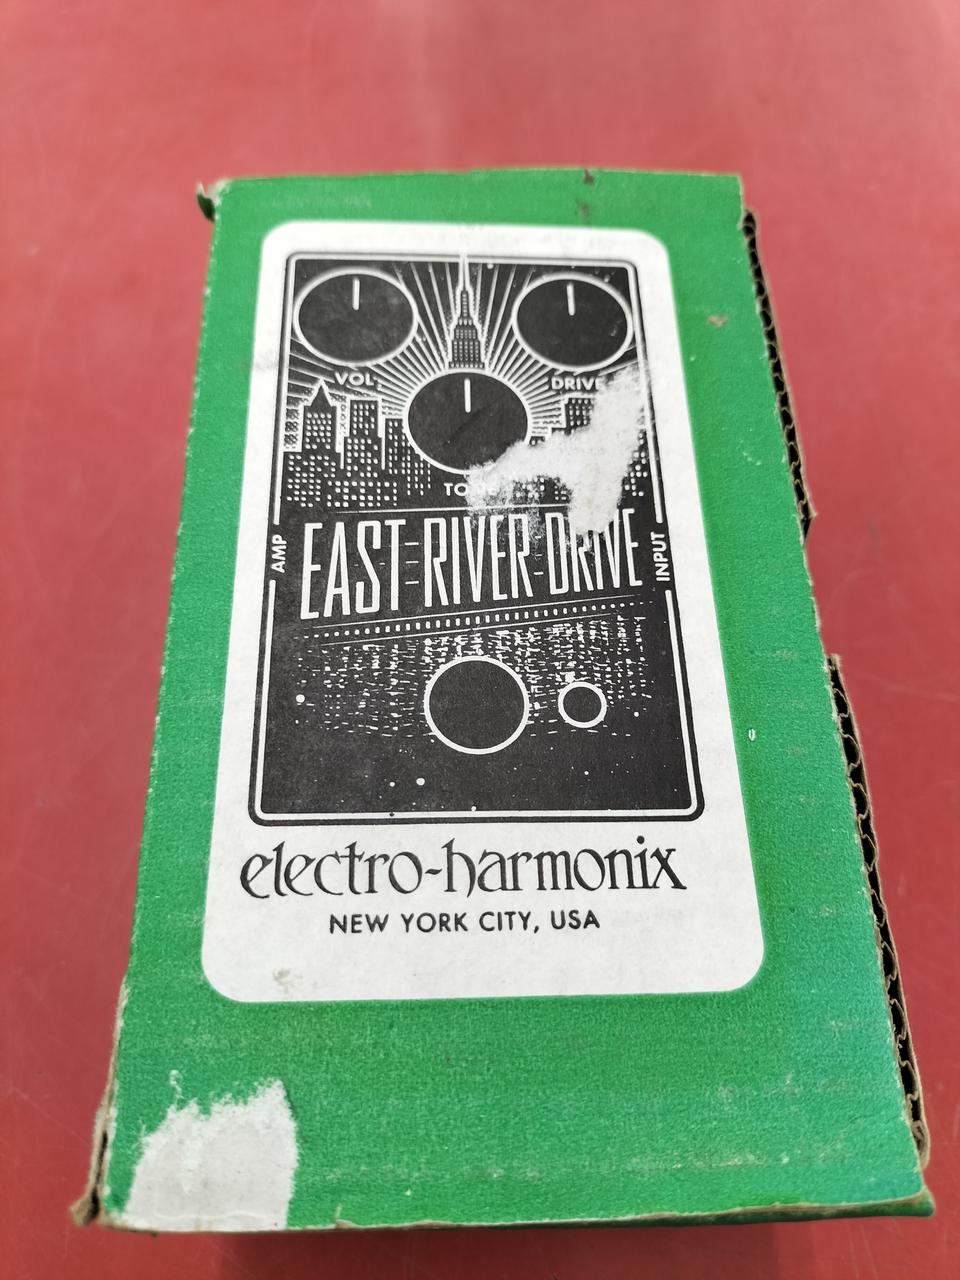 VOL
DRIVE
AMP
EAST RIVER DRIVE
INPUT
electro-harmonix
NEW YORK CITY, USA